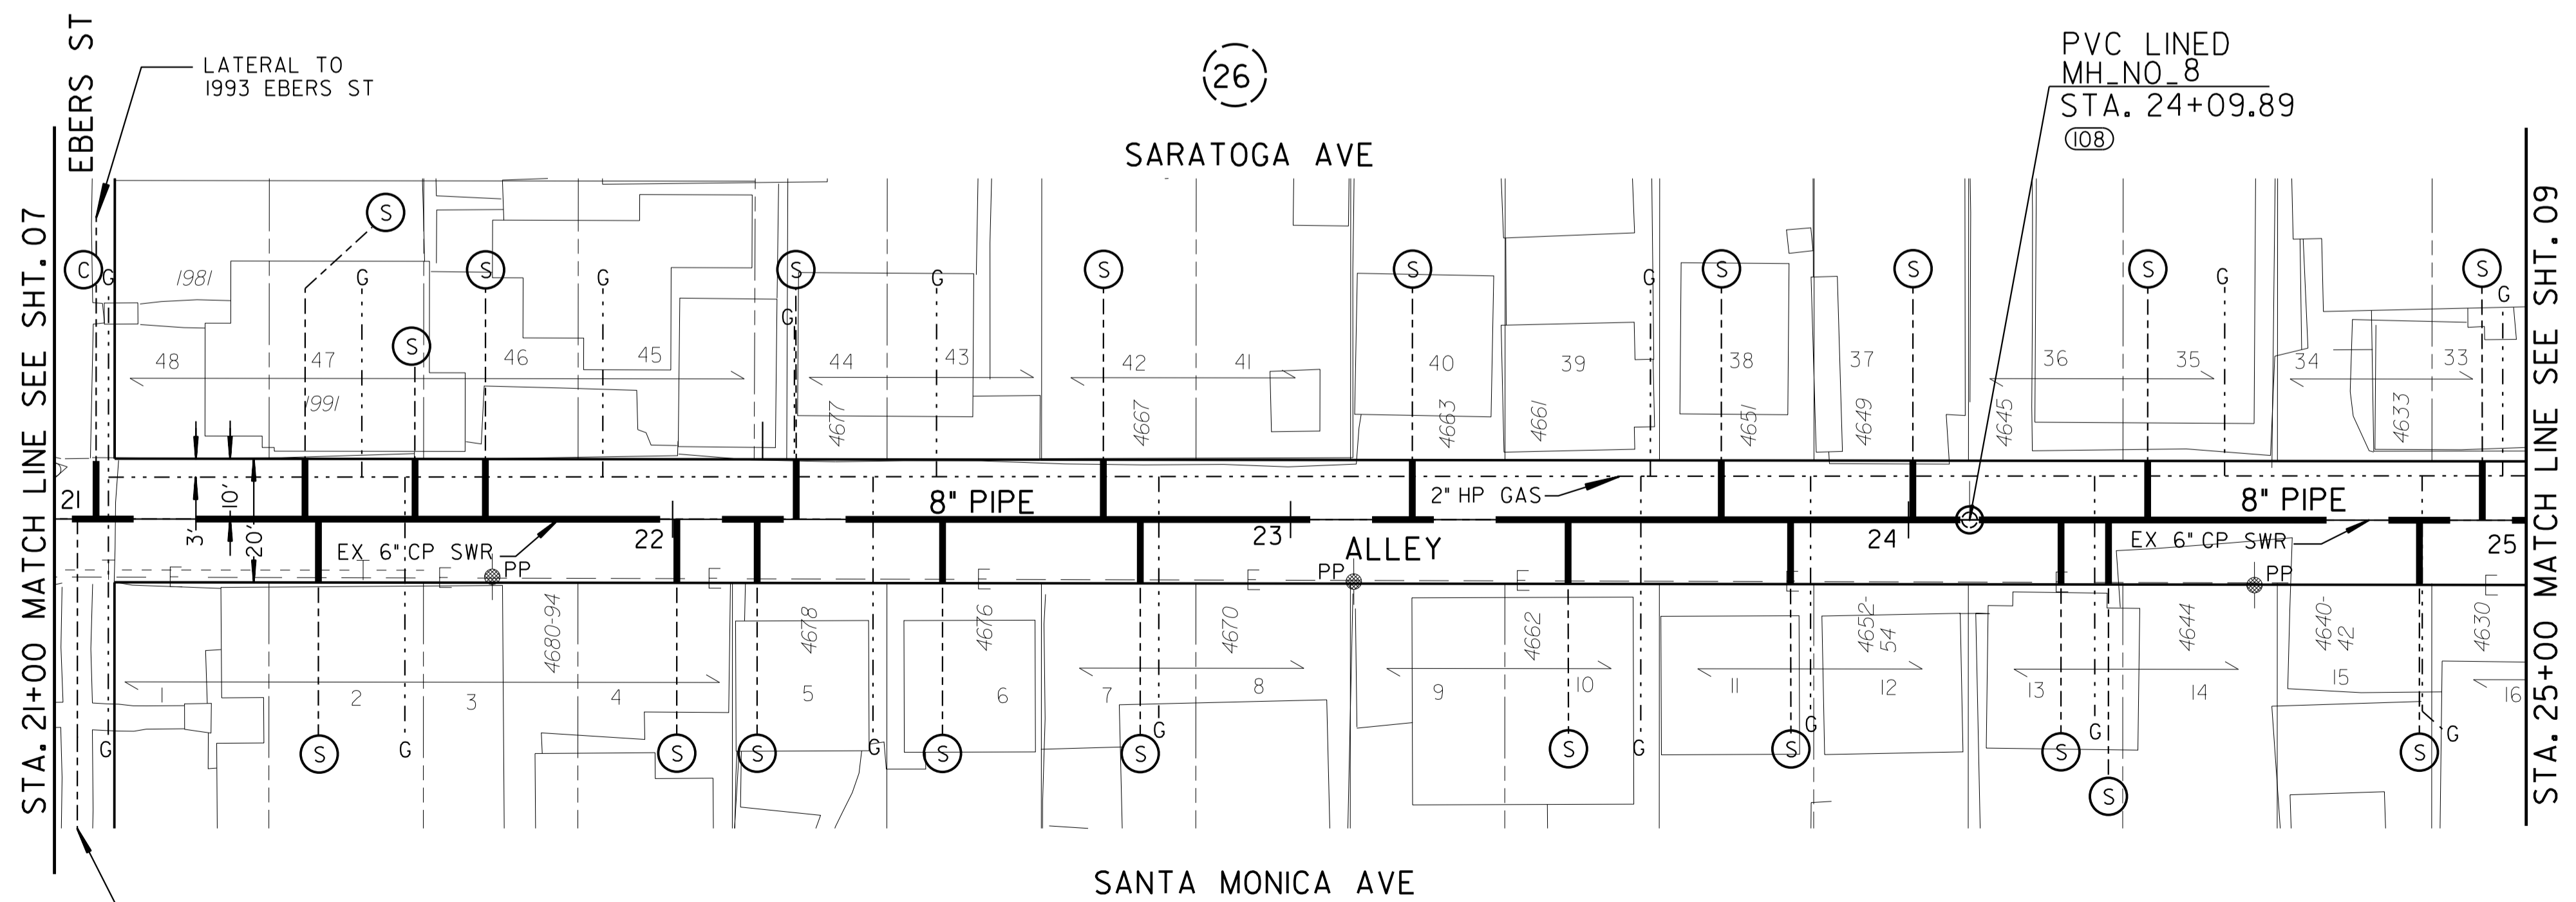 EBERS ST
LATERAL TO
1993 EBERS ST
26
PVC LINED
MH_NO_8
STA. 24+09.89
108
SARATOGA AVE
STA. 21+00 MATCH LINE SEE SHT. 07
STA. 25+00 MATCH LINE SEE SHT. 09
S
C
G
1981
S
G
S
G
S
G
G
S
S
G
S
S
S
G
S
G
S
48
47
46
45
44
43
42
41
40
39
38
37
36
35
34
33
1991
4677
4667
4663
4661
4651
4649
4645
4633
21
3'
10'
20'
8" PIPE
2" HP GAS
8" PIPE
EX 6" CP SWR
22
23
ALLEY
24
EX 6" CP SWR
25
E
T
E
PP
E
E
E
PP
E
E
E
PP
E
4680-94
4678
4676
4670
4662
4652-
54
4644
4640-
42
4630
1
2
3
4
5
6
7
8
9
10
11
12
13
14
15
16
G
S
G
S
S
G
S
S
G
S
G
S
G
S
G
S
S
G
SANTA MONICA AVE